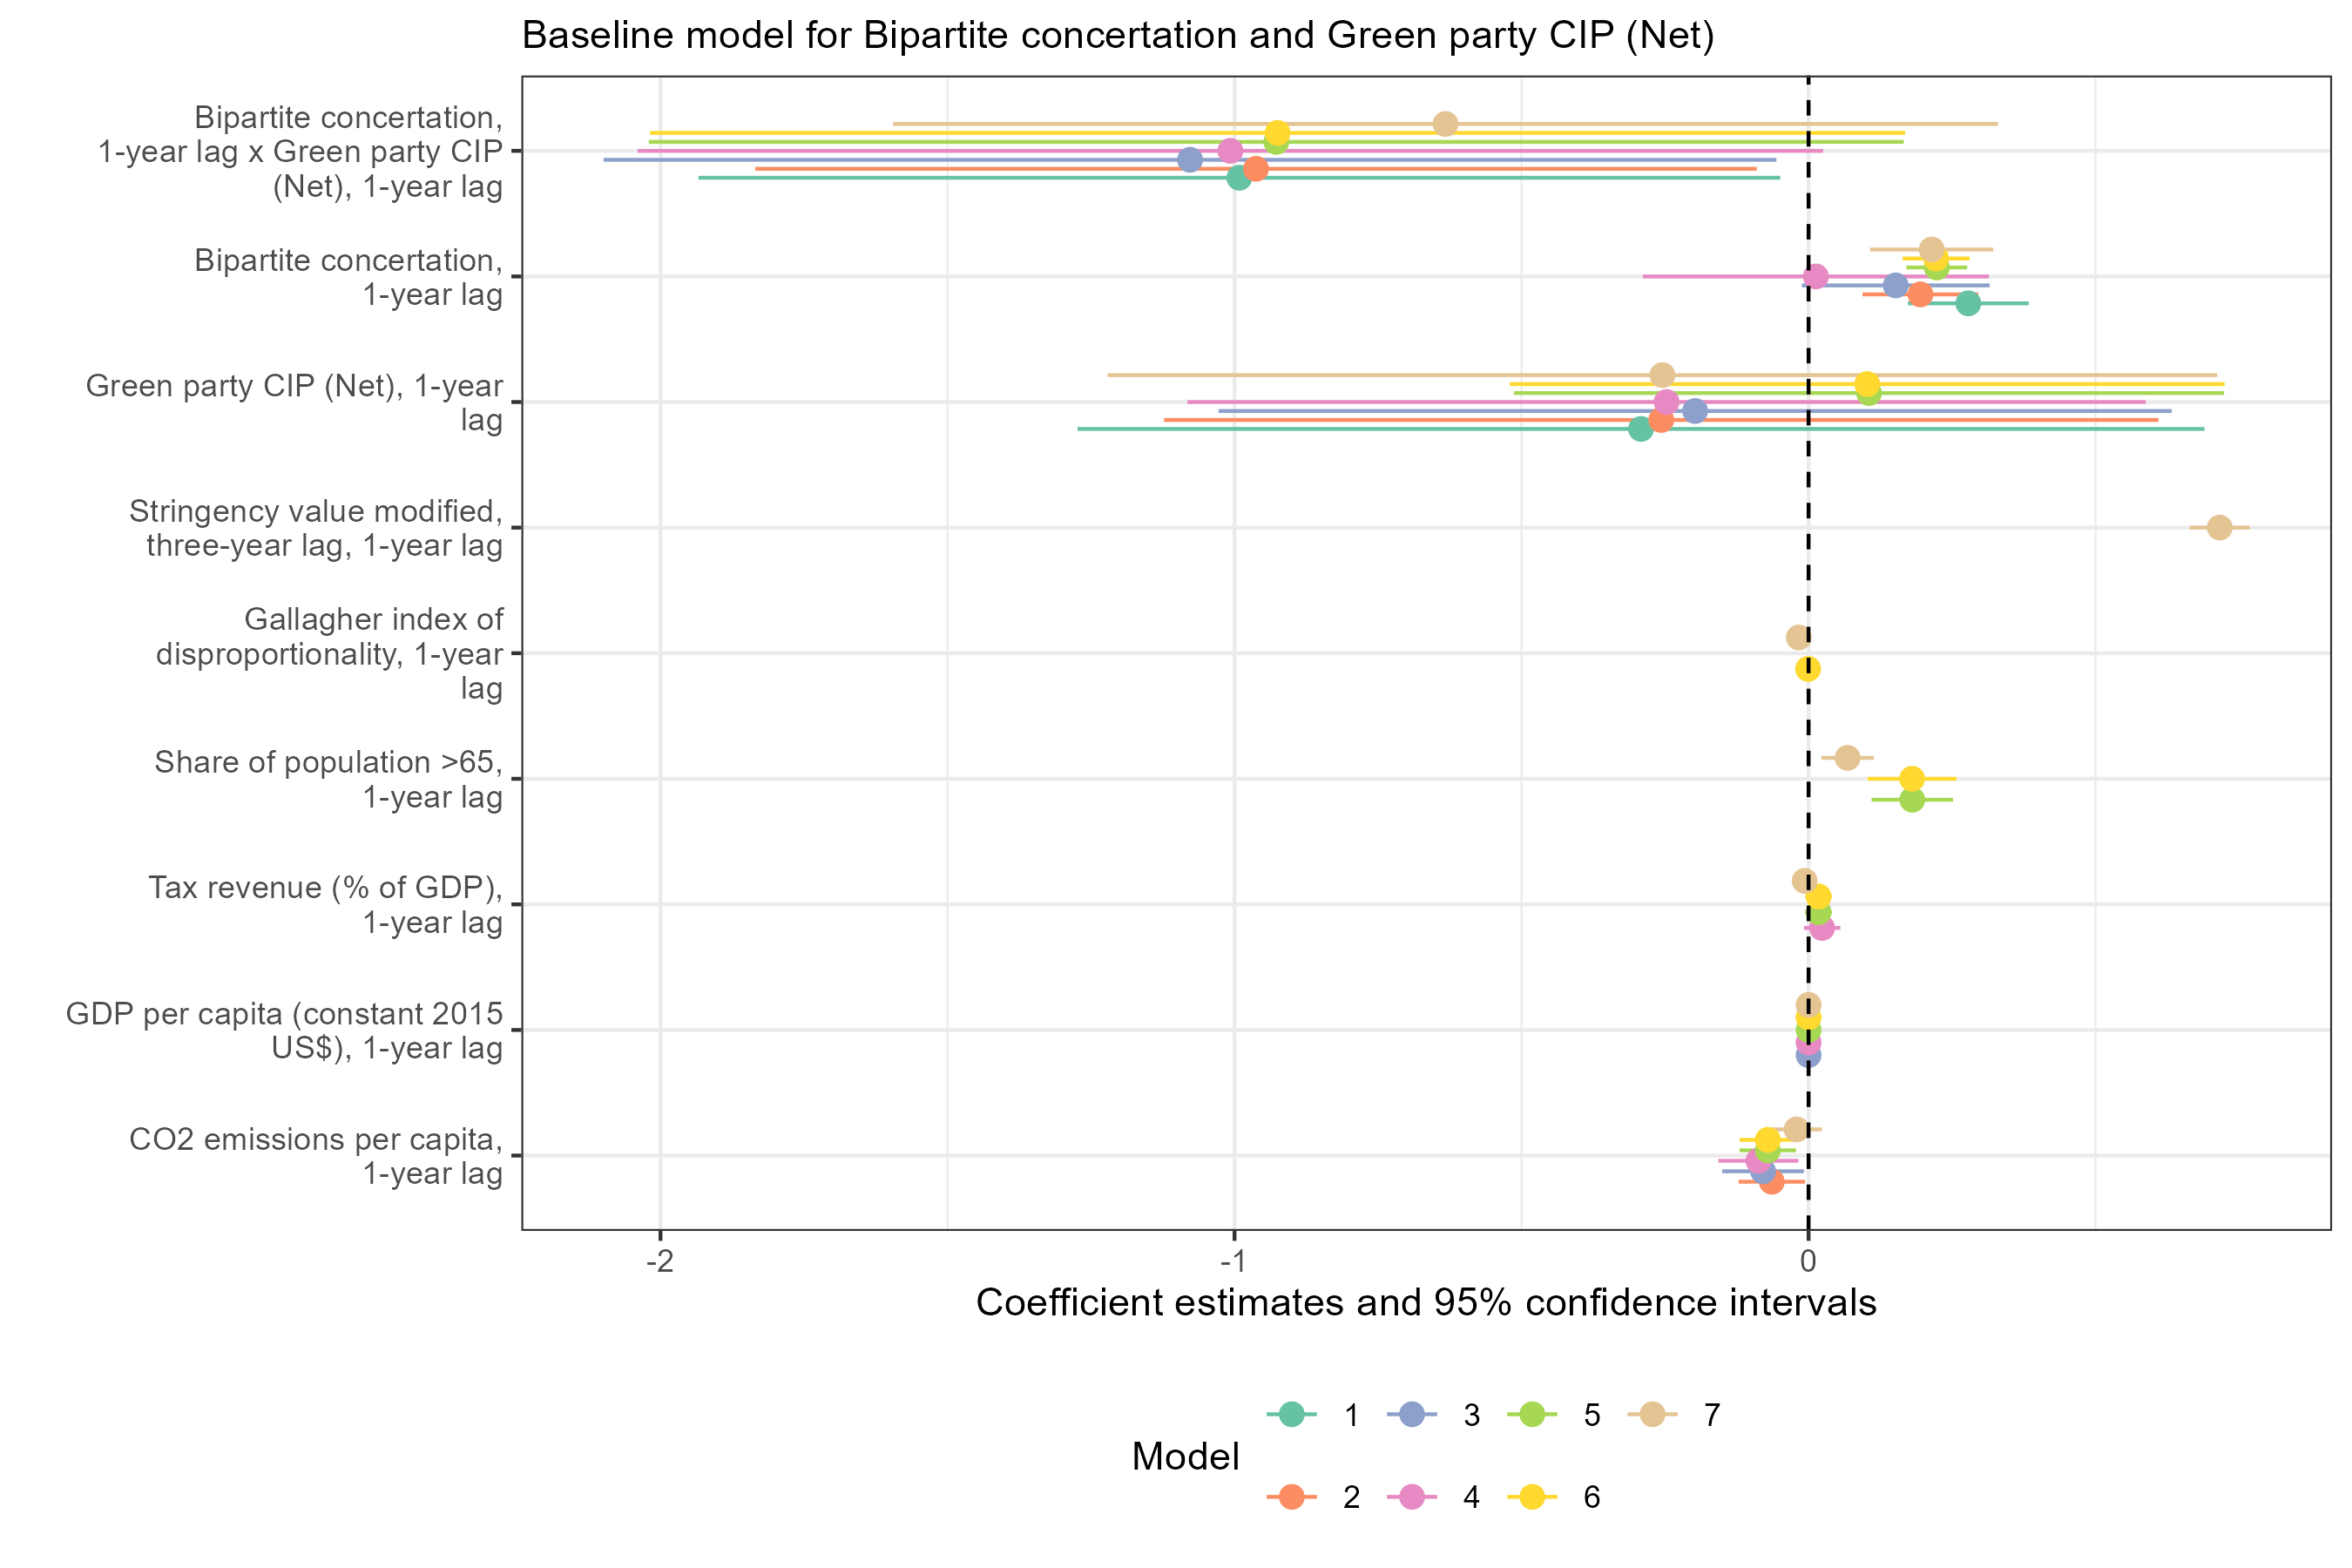 Baseline model for Bipartite concertation and Green party CIP (Net)
Bipartite concertation,
1-year lag x Green party CIP
(Net), 1-year lag
Bipartite concertation,
1-year lag
Green party CIP (Net), 1-year
lag
Stringency value modified,
three-year lag, 1-year lag
Gallagher index of
disproportionality, 1-year
lag
Share of population >65,
1-year lag
Tax revenue (% of GDP),
1-year lag
GDP per capita (constant 2015
US$), 1-year lag
CO2 emissions per capita,
1-year lag
-2 -1 0
Coefficient estimates and 95% confidence intervals
Model
1 3 5 7
2 4 6